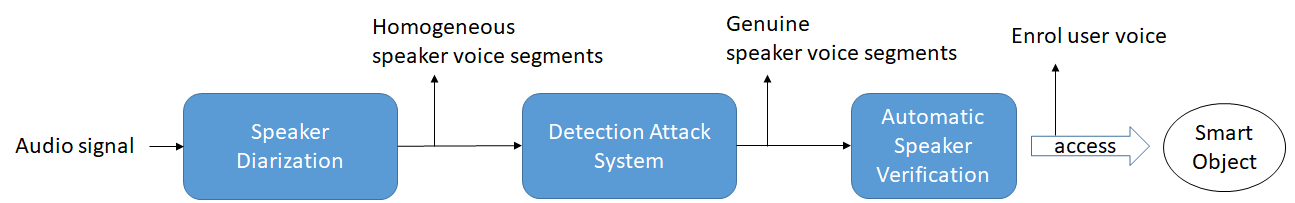 Audio signal
Speaker
Diarization
Homogeneous
speaker voice segments
Detection Attack
System
Genuine
speaker voice segments
Automatic
Speaker
Verification
Enrol user voice
access
Smart
Object